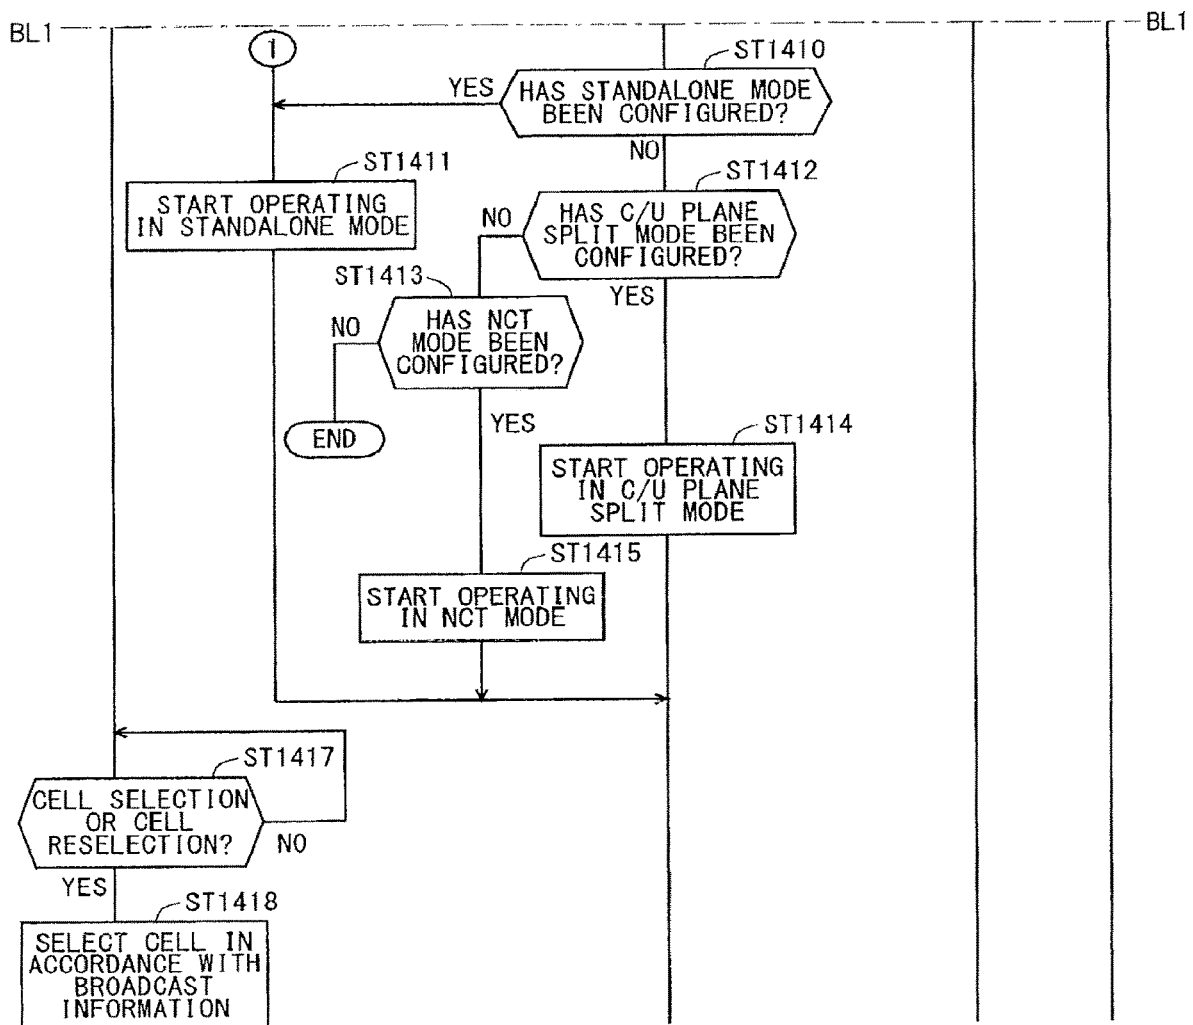 BL1
BL1
1
ST1410
YES
HAS STANDALONE MODE
BEEN CONFIGURED?
NO
ST1411
START OPERATING
IN STANDALONE MODE
ST1412
NO
HAS C/U PLANE
SPLIT MODE BEEN
CONFIGURED?
YES
ST1413
NO
HAS NCT
MODE BEEN
CONFIGURED?
YES
END
ST1414
START OPERATING
IN C/U PLANE
SPLIT MODE
ST1415
START OPERATING
IN NCT MODE
ST1417
CELL SELECTION
OR CELL
RESELECTION?
NO
YES
ST1418
SELECT CELL IN
ACCORDANCE WITH
BROADCAST
INFORMATION